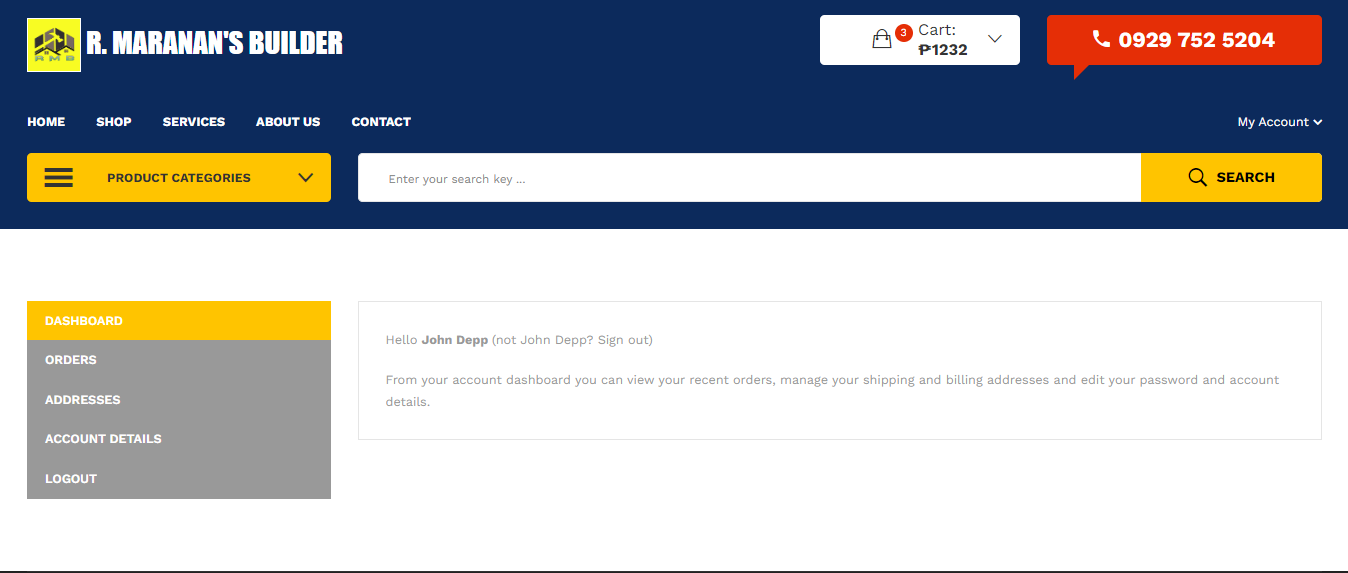 RMB
R. MARANAN'S BUILDER
3
Cart:
₱1232
0929 752 5204
HOME
SHOP
SERVICES
ABOUT US
CONTACT
My Account
PRODUCT CATEGORIES
Enter your search key ...
SEARCH
DASHBOARD
ORDERS
ADDRESSES
ACCOUNT DETAILS
LOGOUT
Hello John Depp (not John Depp? Sign out)
From your account dashboard you can view your recent orders, manage your shipping and billing addresses and edit your password and account
details.